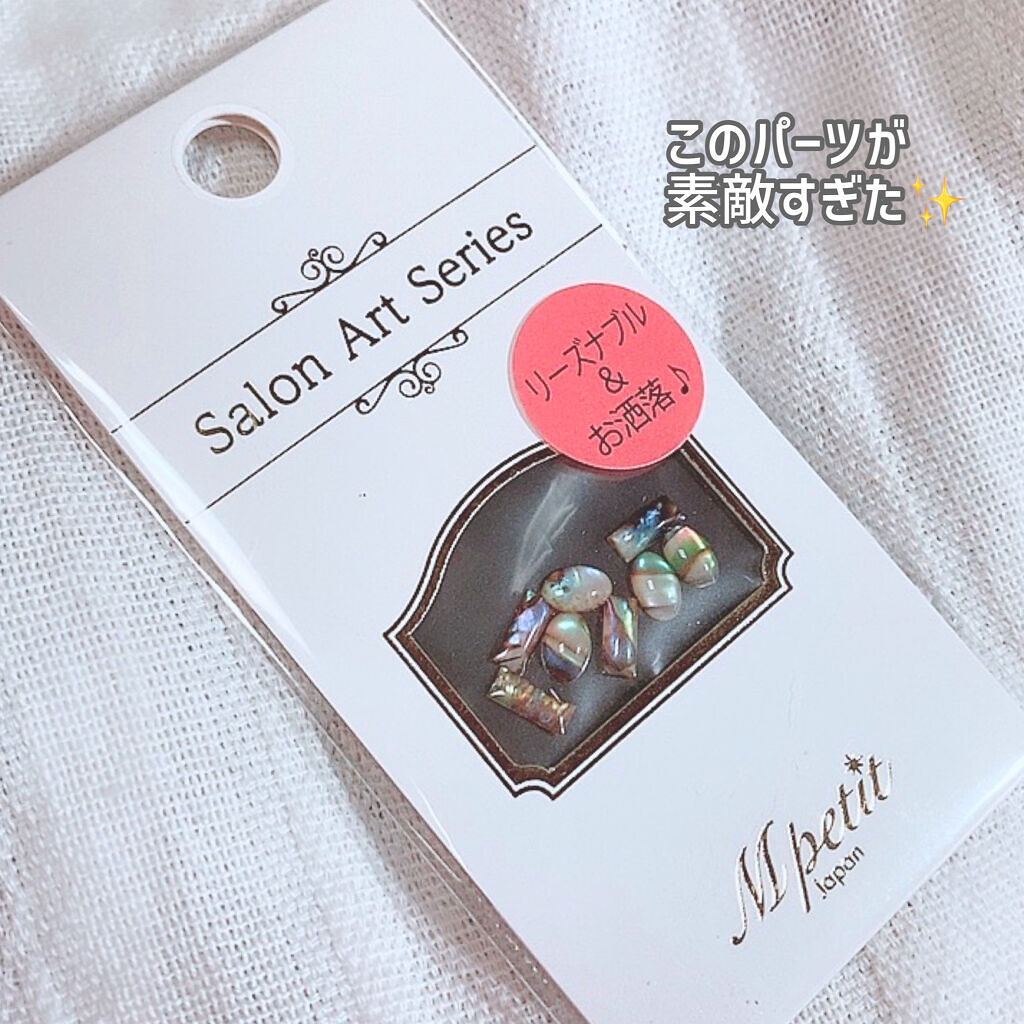 このパーツが
素敵すぎた✨
Salon Art Series
リーズナブル
&
お洒落♪
Mpetit
japan